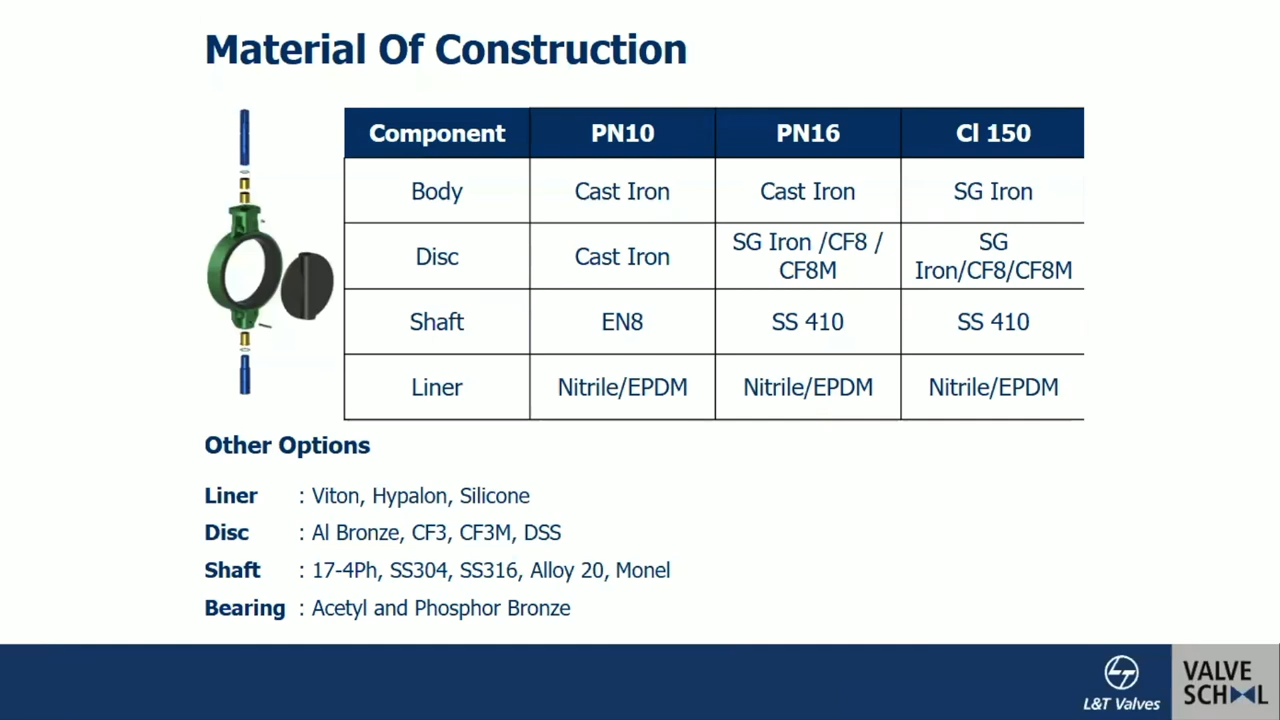 Material Of Construction
Component PN10 PN16 Cl 150
Body Cast Iron Cast Iron SG Iron
Disc Cast Iron SG Iron /CF8 / CF8M SG Iron/CF8/CF8M
Shaft EN8 SS 410 SS 410
Liner Nitrile/EPDM Nitrile/EPDM Nitrile/EPDM
Other Options
Liner : Viton, Hypalon, Silicone
Disc : Al Bronze, CF3, CF3M, DSS
Shaft : 17-4Ph, SS304, SS316, Alloy 20, Monel
Bearing : Acetyl and Phosphor Bronze
L&T Valves
VALVE
SCHOOL